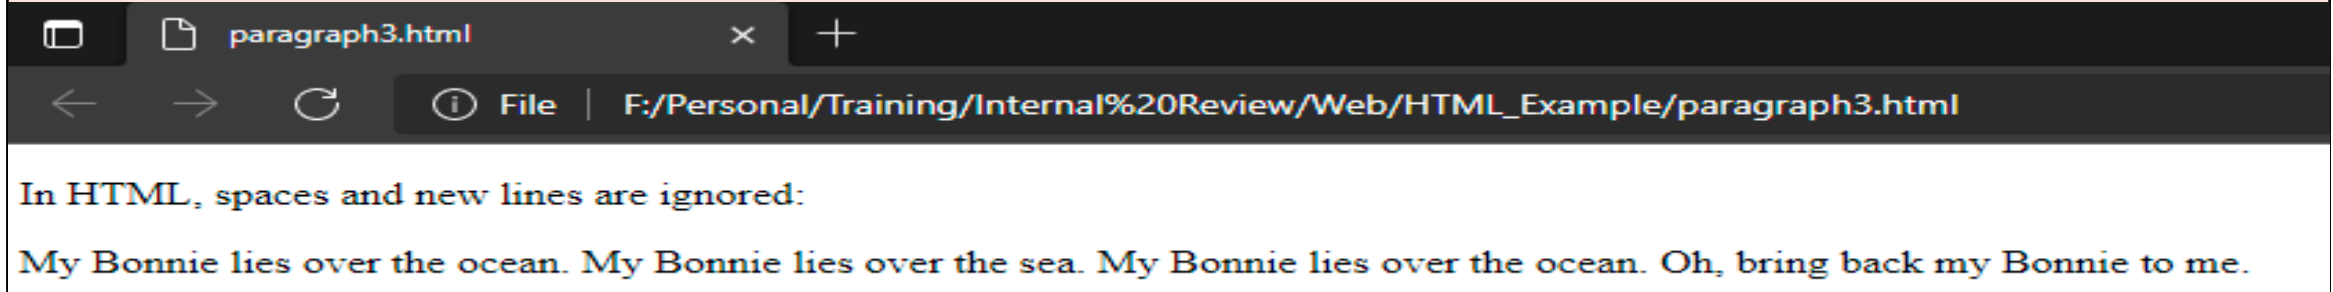 paragraph3.html
File | F:/Personal/Training/Internal%20Review/Web/HTML_Example/paragraph3.html
In HTML, spaces and new lines are ignored:
My Bonnie lies over the ocean. My Bonnie lies over the sea. My Bonnie lies over the ocean. Oh, bring back my Bonnie to me.